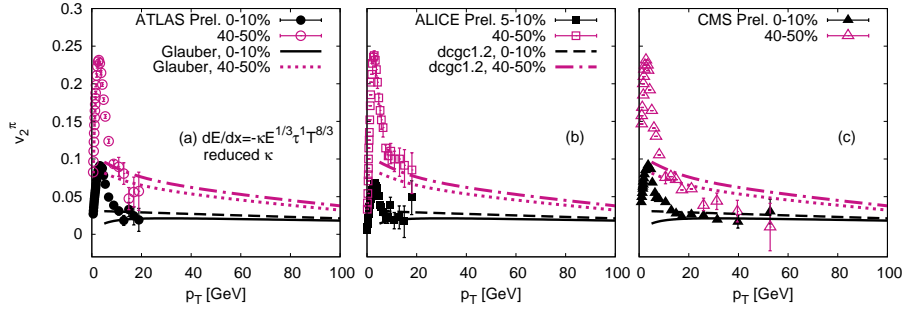 ATLAS Prel. 0-10%
40-50%
Glauber, 0-10%
Glauber, 40-50%
(a) dE/dx=-κE^1/3τ^1T^8/3
reduced κ
v_2^π
0.3
0.25
0.2
0.15
0.1
0.05
0
0 20 40 60 80 100
p_T [GeV]
ALICE Prel. 5-10%
40-50%
dcgc1.2, 0-10%
dcgc1.2, 40-50%
(b)
0 20 40 60 80 100
p_T [GeV]
CMS Prel. 0-10%
40-50%
(c)
0 20 40 60 80 100
p_T [GeV]